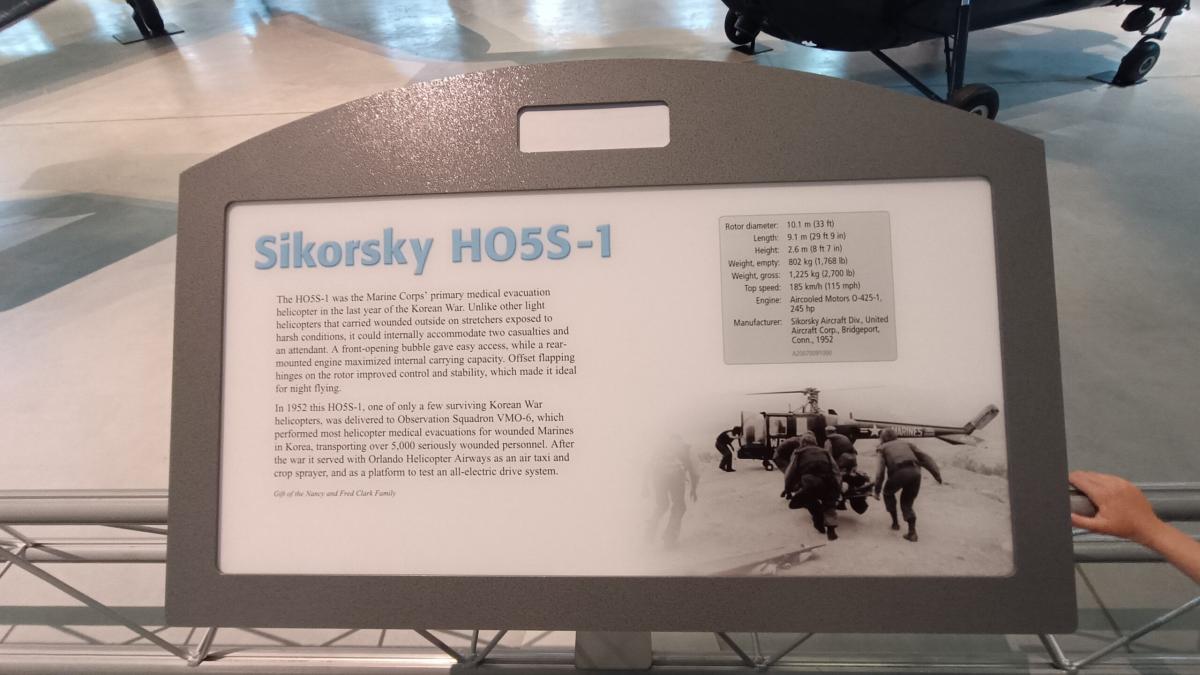 Sikorsky HO5S-1
The HO5S-1 was the Marine Corps' primary medical evacuation
helicopter in the last year of the Korean War. Unlike other light
helicopters that carried wounded outside on stretchers exposed to
harsh conditions, it could internally accommodate two casualties and
an attendant. A front-opening bubble gave easy access, while a rear-
mounted engine maximized internal carrying capacity. Offset flapping
hinges on the rotor improved control and stability, which made it ideal
for night flying.
In 1952 this HO5S-1, one of only a few surviving Korean War
helicopters, was delivered to Observation Squadron VMO-6, which
performed most helicopter medical evacuations for wounded Marines
in Korea, transporting over 5,000 seriously wounded personnel. After
the war it served with Orlando Helicopter Airways as an air taxi and
crop sprayer, and as a platform to test an all-electric drive system.
Gift of the Nancy and Fred Clark Family
Rotor diameter: 10.1 m (33 ft)
Length: 9.1 m (29 ft 9 in)
Height: 2.6 m (8 ft 7 in)
Weight, empty: 802 kg (1,768 lb)
Weight, gross: 1,225 kg (2,700 lb)
Top speed: 185 km/h (115 mph)
Engine: Aircooled Motors O-425-1,
245 hp
Manufacturer: Sikorsky Aircraft Div., United
Aircraft Corp., Bridgeport,
Conn., 1952
MARINES